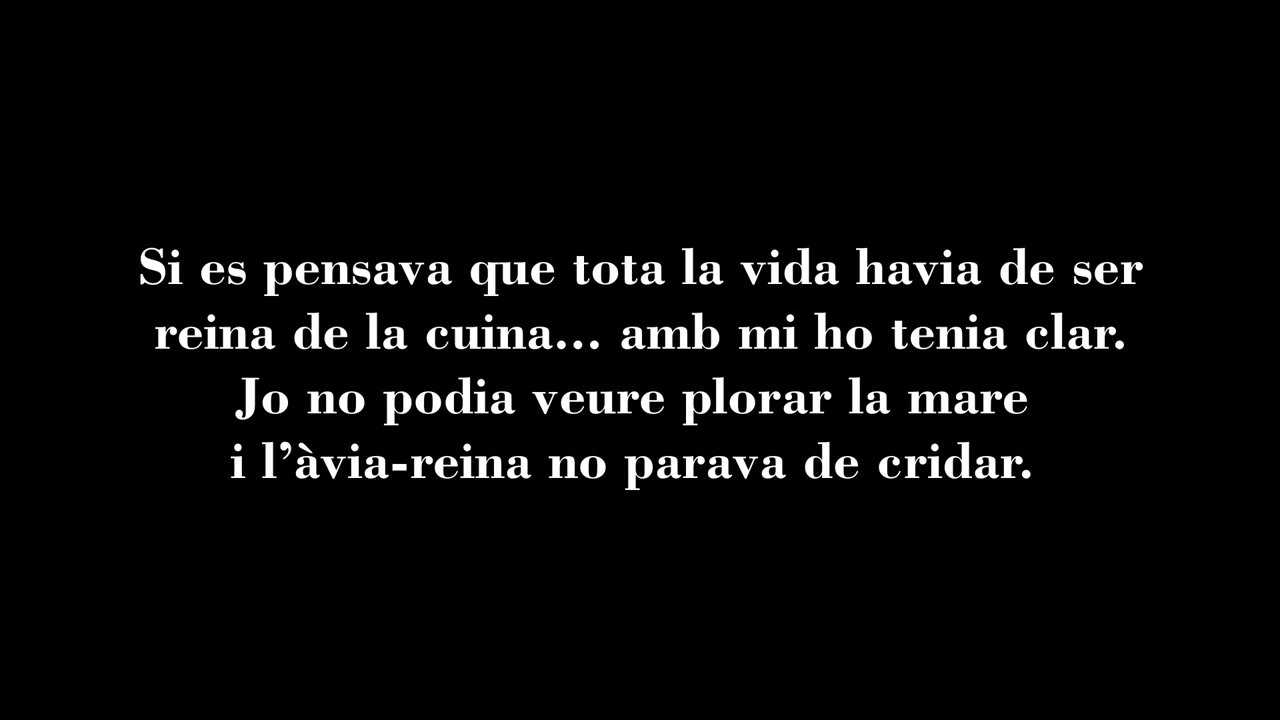 Si es pensava que tota la vida havia de ser
reina de la cuina... amb mi ho tenia clar.
Jo no podia veure plorar la mare
i l’àvia-reina no parava de cridar.